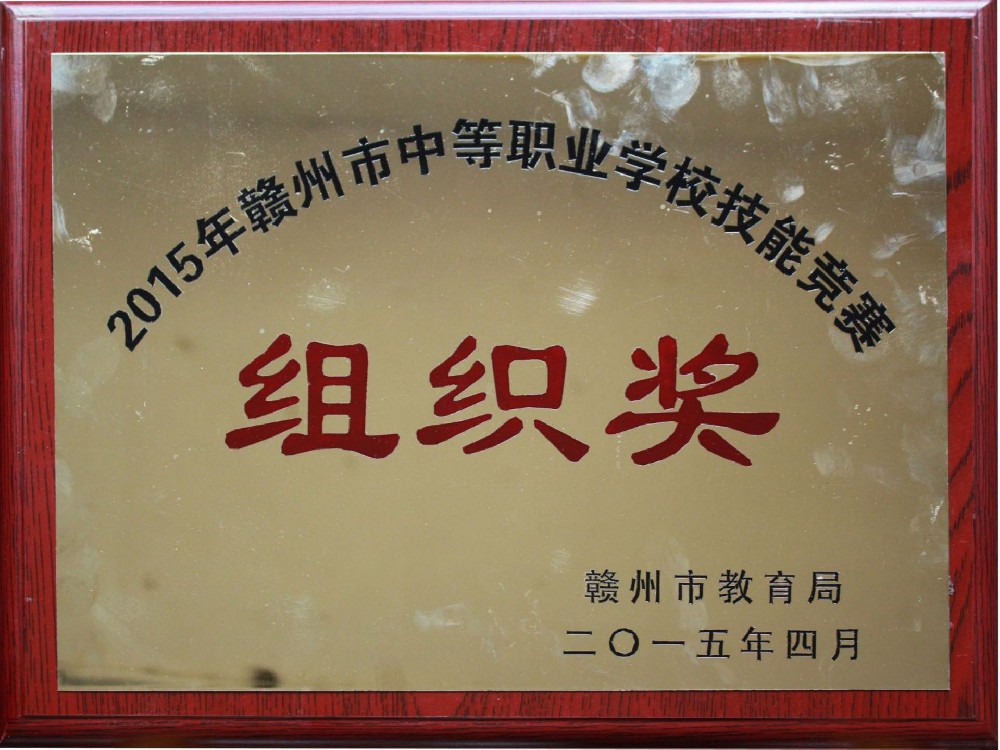 2015年赣州市中等职业学校技能竞赛
组织奖
赣州市教育局
二〇一五年四月